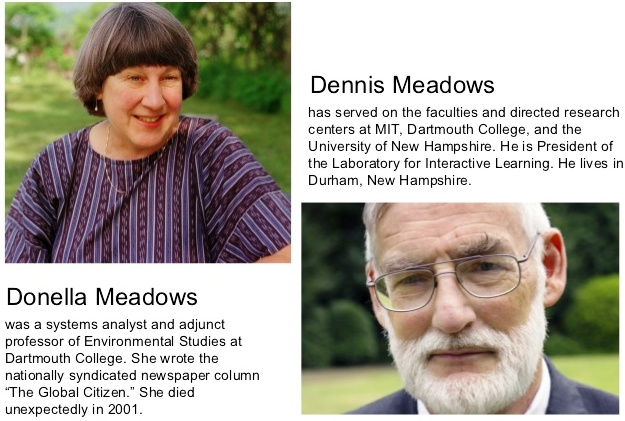 Dennis Meadows
has served on the faculties and directed research
centers at MIT, Dartmouth College, and the
University of New Hampshire. He is President of
the Laboratory for Interactive Learning. He lives in
Durham, New Hampshire.
Donella Meadows
was a systems analyst and adjunct
professor of Environmental Studies at
Dartmouth College. She wrote the
nationally syndicated newspaper column
“The Global Citizen.” She died
unexpectedly in 2001.